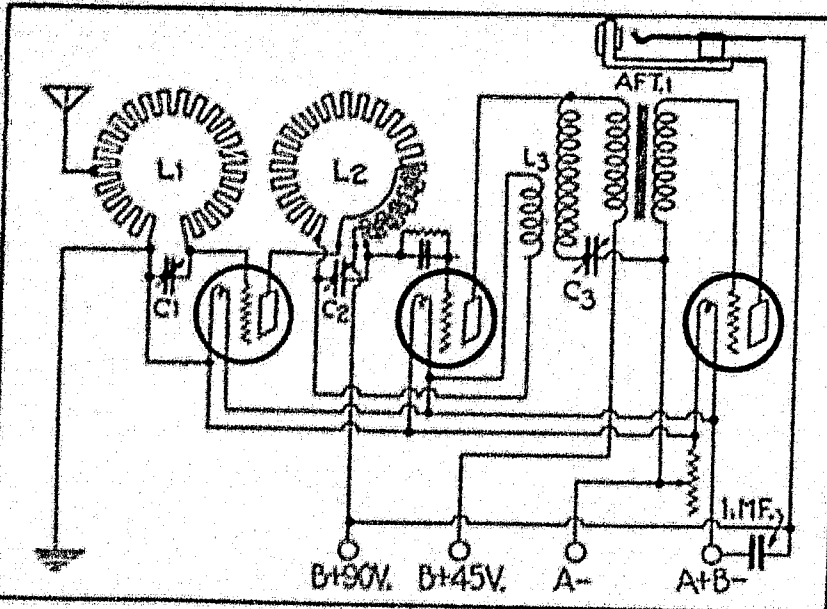 AFT.1
L1
L2
L3
C1
C2
C3
1.MF.
B+90V.
B+45V.
A-
A+B-